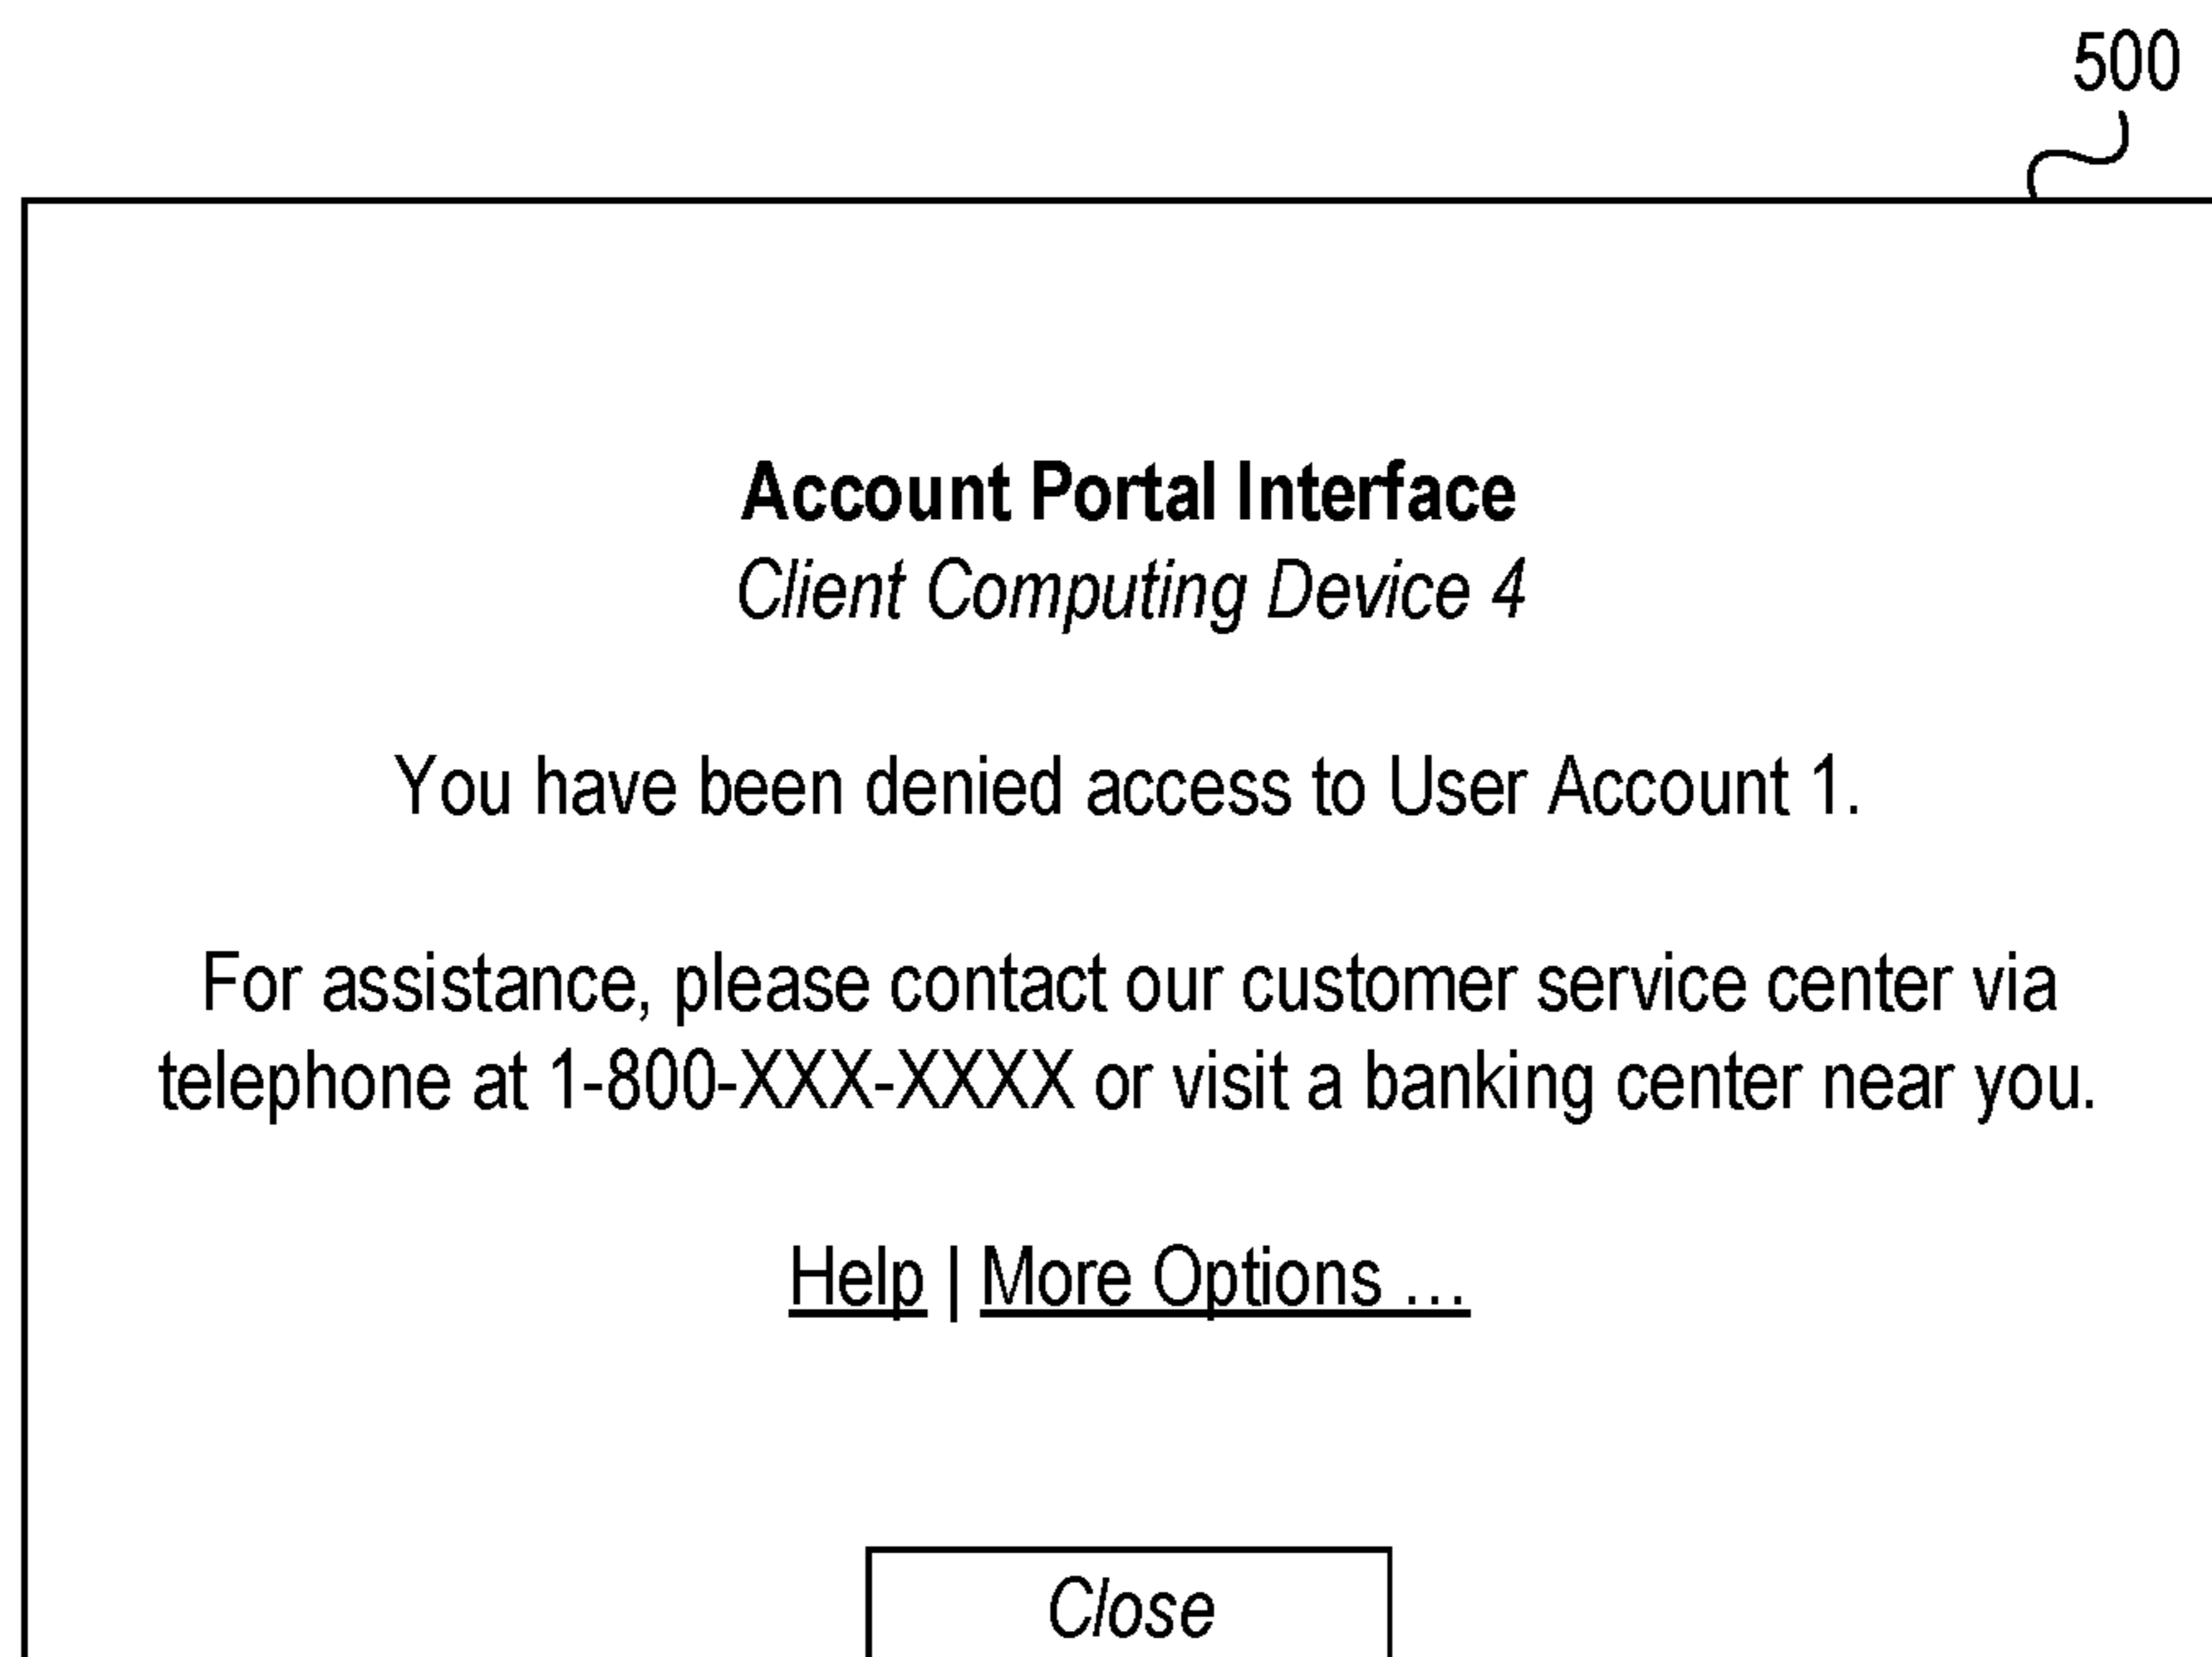 500
Account Portal Interface
Client Computing Device 4
You have been denied access to User Account 1.
For assistance, please contact our customer service center via
telephone at 1-800-XXX-XXXX or visit a banking center near you.
Help | More Options ...
Close